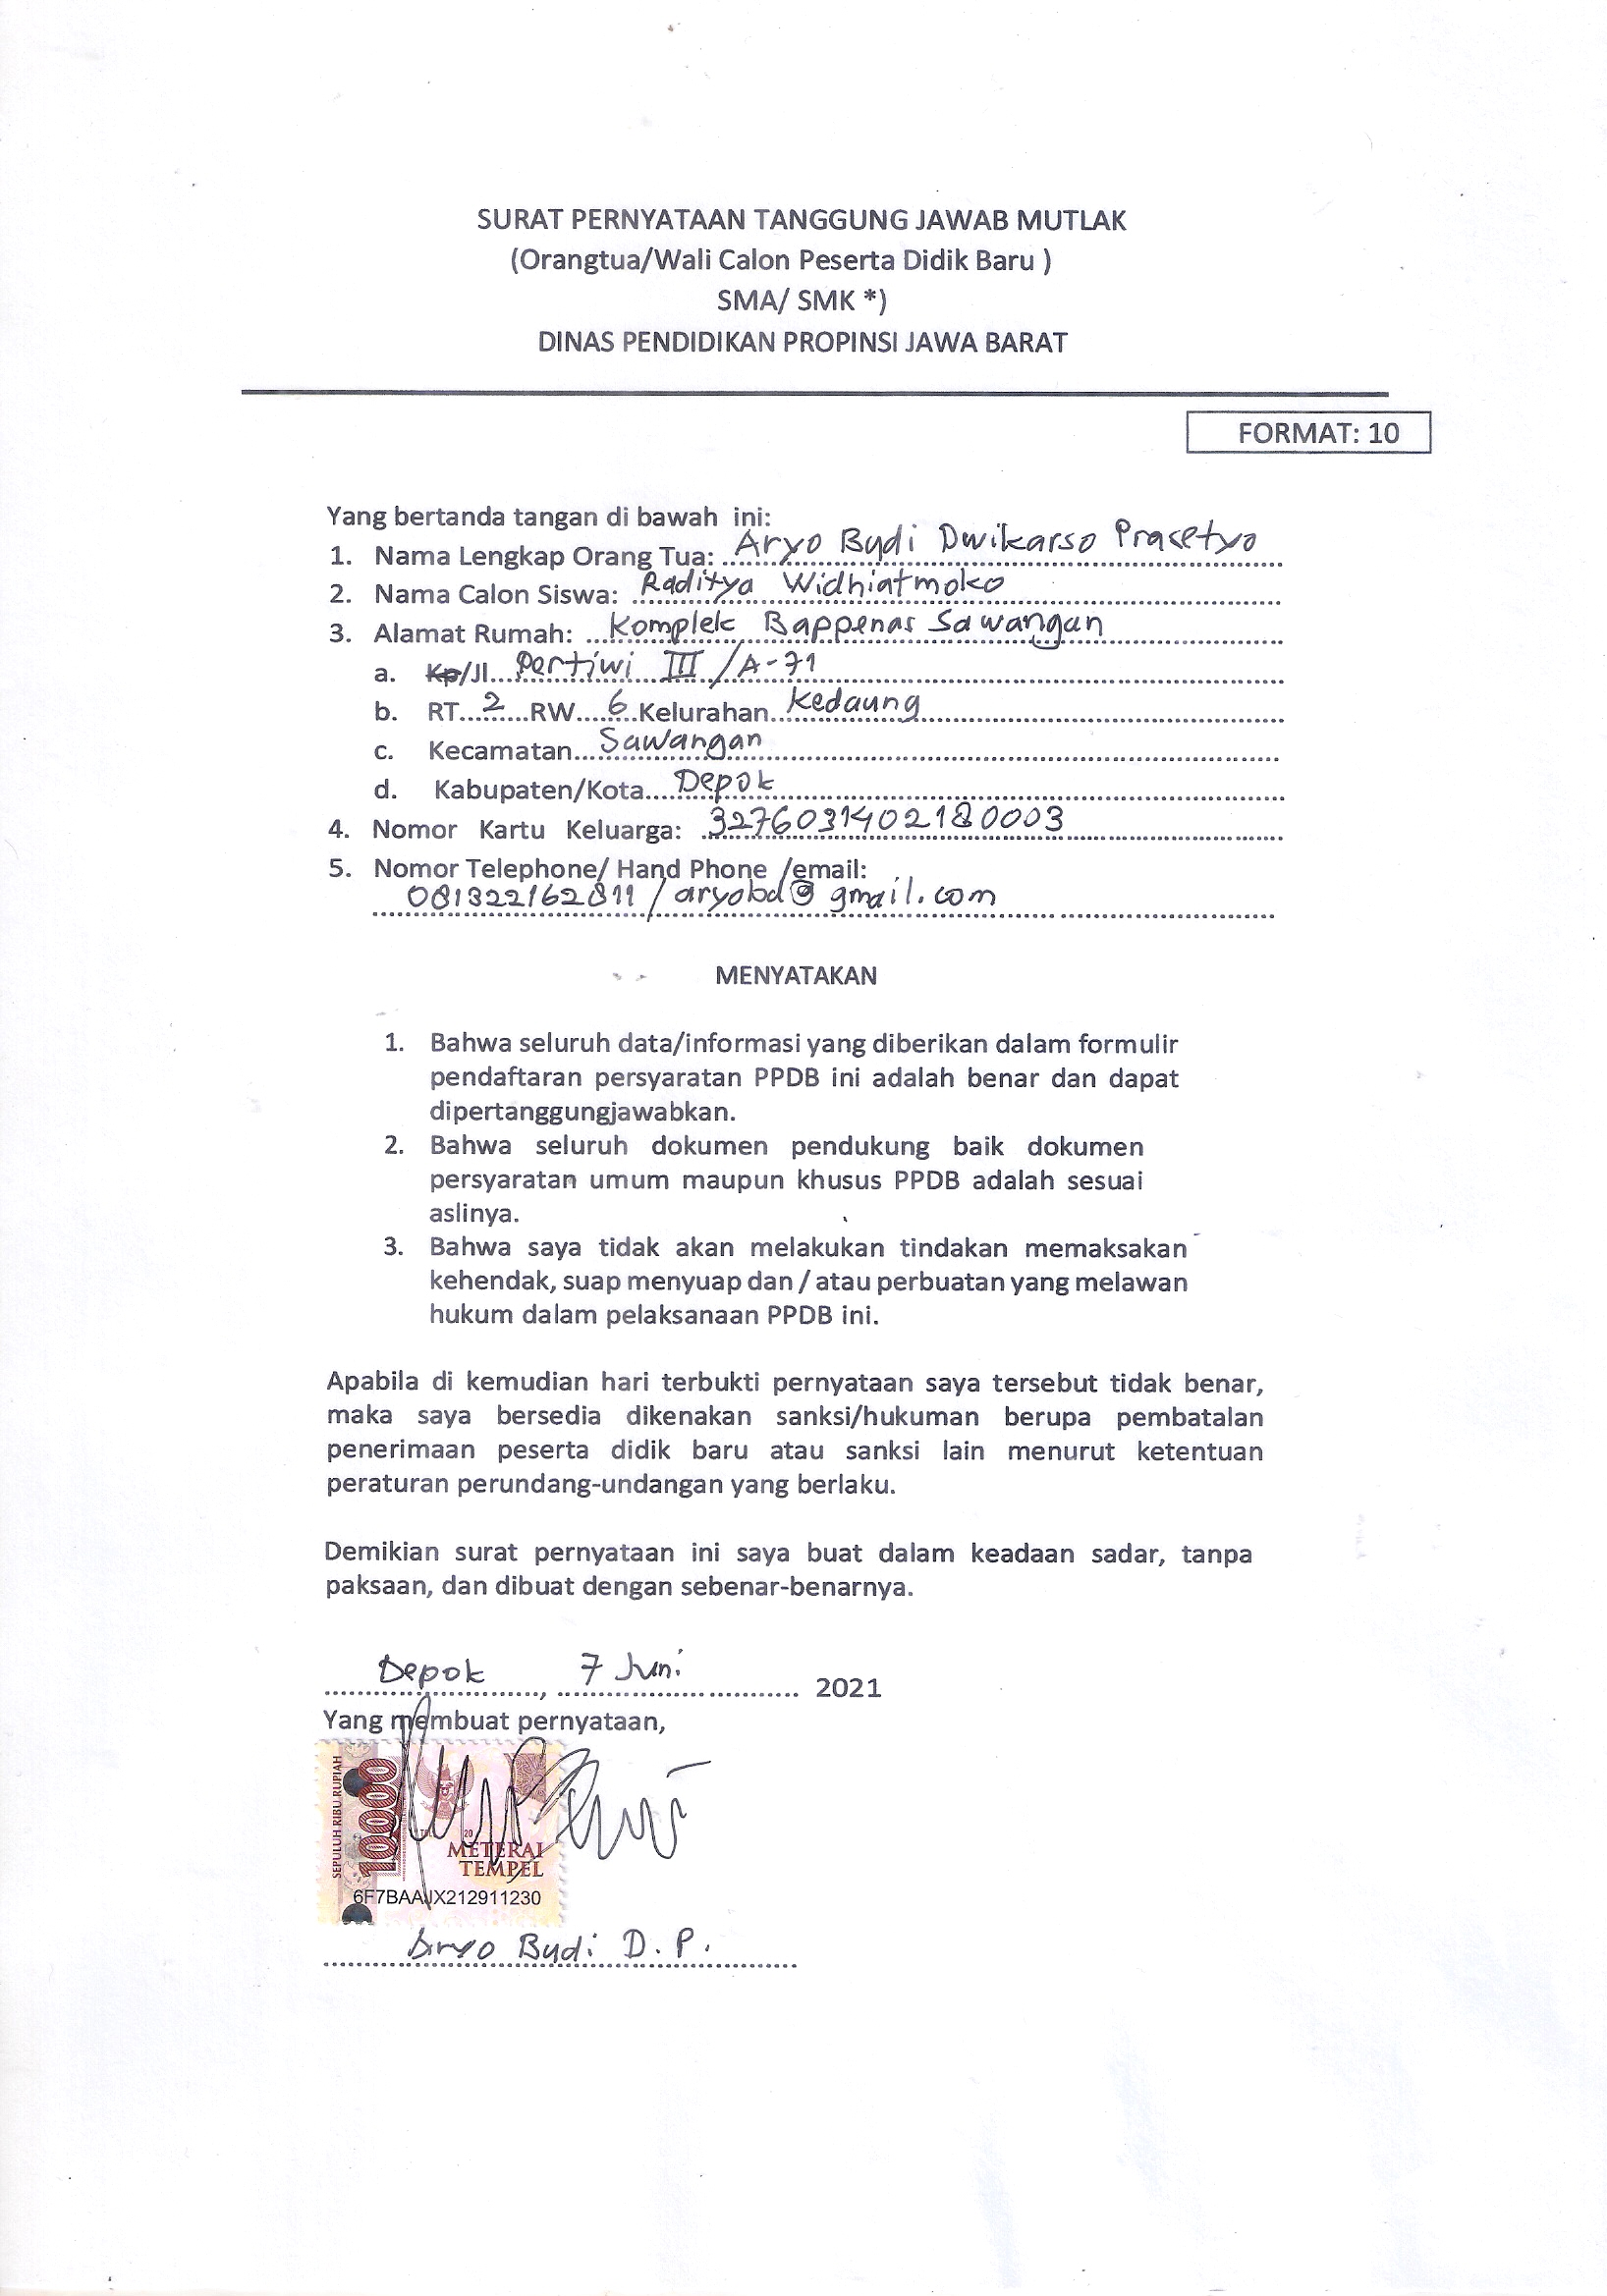 SURAT PERNYATAAN TANGGUNG JAWAB MUTLAK
(Orangtua/Wali Calon Peserta Didik Baru )
SMA/ SMK *)
DINAS PENDIDIKAN PROPINSI JAWA BARAT
FORMAT: 10
Yang bertanda tangan di bawah ini:
1. Nama Lengkap Orang Tua: Aryo Budi Dwikarso Prasetyo
2. Nama Calon Siswa: Raditya Widhiatmoko
3. Alamat Rumah: Komplek Bappenas Sawangan
a. Kp/Jl. Pertiwi III / A-71
b. RT 2 RW 6 Kelurahan Kedaung
c. Kecamatan Sawangan
d. Kabupaten/Kota Depok
4. Nomor Kartu Keluarga: 3276031402180003
5. Nomor Telephone/ Hand Phone /email:
081322162811 / aryobd@gmail.com
MENYATAKAN
1. Bahwa seluruh data/informasi yang diberikan dalam formulir
pendaftaran persyaratan PPDB ini adalah benar dan dapat
dipertanggungjawabkan.
2. Bahwa seluruh dokumen pendukung baik dokumen
persyaratan umum maupun khusus PPDB adalah sesuai
aslinya.
3. Bahwa saya tidak akan melakukan tindakan memaksakan
kehendak, suap menyuap dan / atau perbuatan yang melawan
hukum dalam pelaksanaan PPDB ini.
Apabila di kemudian hari terbukti pernyataan saya tersebut tidak benar,
maka saya bersedia dikenakan sanksi/hukuman berupa pembatalan
penerimaan peserta didik baru atau sanksi lain menurut ketentuan
peraturan perundang-undangan yang berlaku.
Demikian surat pernyataan ini saya buat dalam keadaan sadar, tanpa
paksaan, dan dibuat dengan sebenar-benarnya.
Depok, 7 Juni 2021
Yang membuat pernyataan,
SEPULUH RIBU RUPIAH
10000
METERAI
TEMPEL
6F7BAAJX212911230
Aryo Budi D. P.